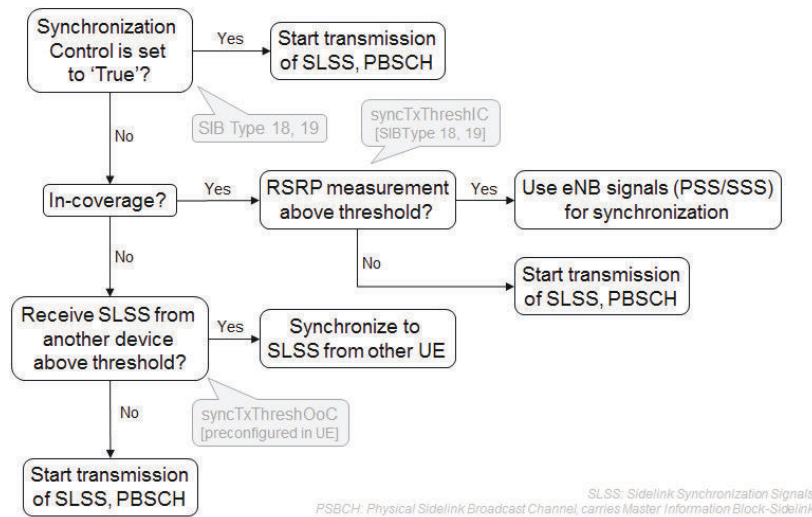 Synchronization
Control is set
to ‘True’?
Yes
Start transmission
of SLSS, PBSCH
No
SIB Type 18, 19
syncTxThreshIC
[SIBType 18, 19]
In-coverage?
Yes
RSRP measurement
above threshold?
Yes
Use eNB signals (PSS/SSS)
for synchronization
No
No
Start transmission
of SLSS, PBSCH
Receive SLSS from
another device
above threshold?
Yes
Synchronize to
SLSS from other UE
No
syncTxThreshOoC
[preconfigured in UE]
Start transmission
of SLSS, PBSCH
SLSS: Sidelink Synchronization Signals
PSBCH: Physical Sidelink Broadcast Channel, carries Master Information Block-Sidelink